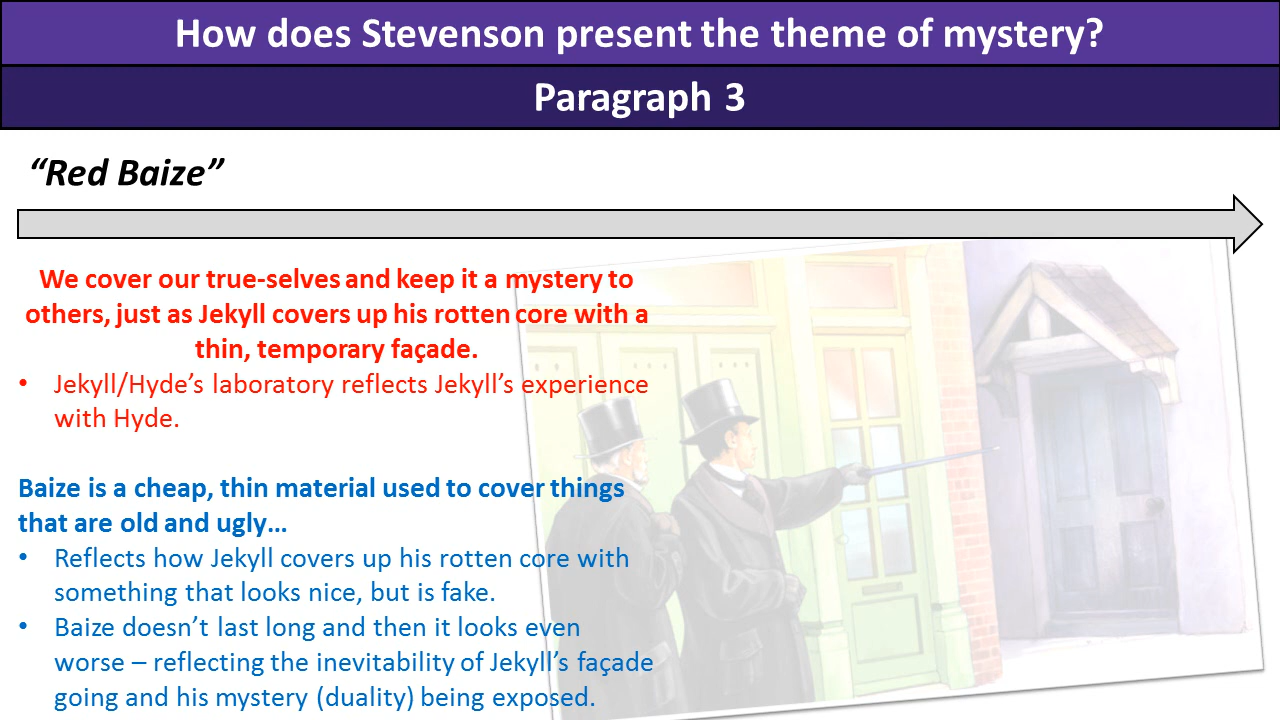 How does Stevenson present the theme of mystery?
Paragraph 3
“Red Baize”
We cover our true-selves and keep it a mystery to
others, just as Jekyll covers up his rotten core with a
thin, temporary façade.
• Jekyll/Hyde’s laboratory reflects Jekyll’s experience
with Hyde.
Baize is a cheap, thin material used to cover things
that are old and ugly…
• Reflects how Jekyll covers up his rotten core with
something that looks nice, but is fake.
• Baize doesn’t last long and then it looks even
worse – reflecting the inevitability of Jekyll’s façade
going and his mystery (duality) being exposed.